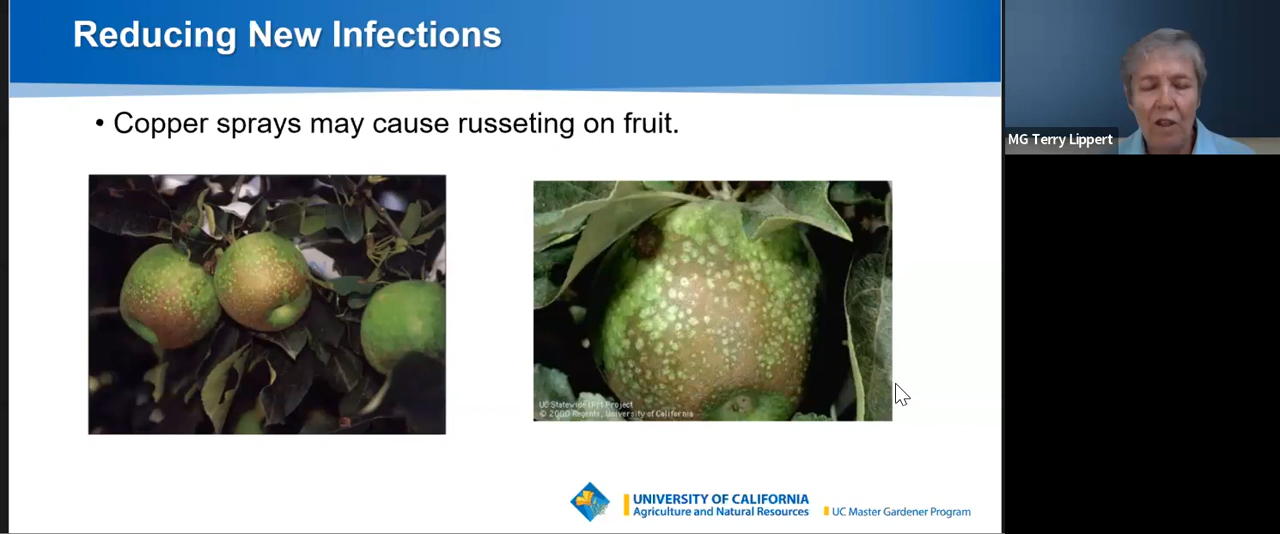 Reducing New Infections
• Copper sprays may cause russeting on fruit.
MG Terry Lippert
UC Statewide IPM Project
© 2000 Regents, University of California
UNIVERSITY OF CALIFORNIA
Agriculture and Natural Resources
UC Master Gardener Program